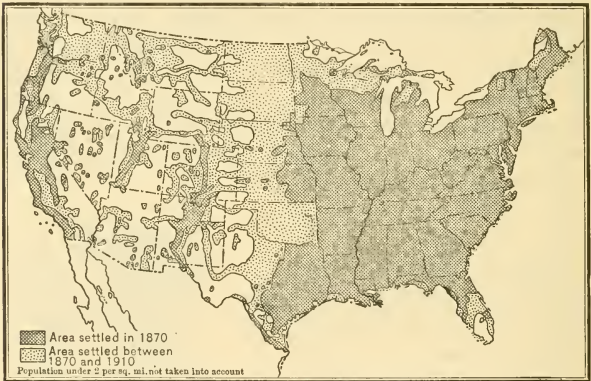 Area settled in 1870
Area settled between
1870 and 1910
Population under 2 per sq. mi. not taken into account